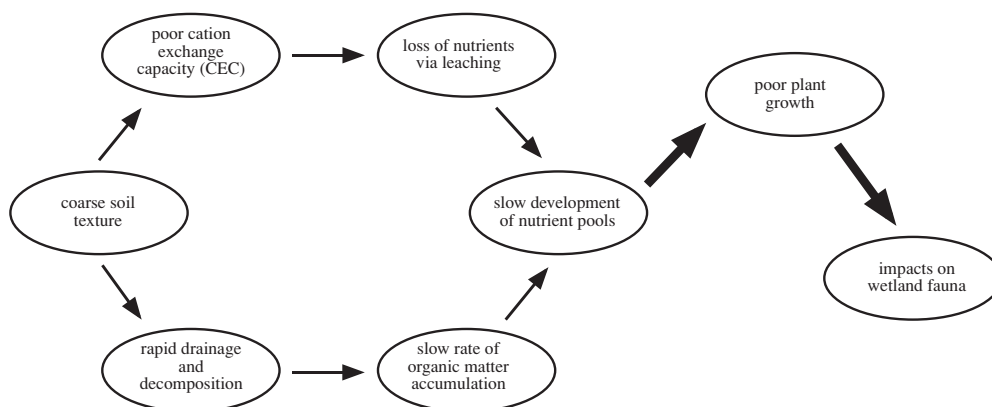 poor cation
exchange
capacity (CEC)
loss of nutrients
via leaching
poor plant
growth
coarse soil
texture
slow development
of nutrient pools
impacts on
wetland fauna
rapid drainage
and
decomposition
slow rate of
organic matter
accumulation